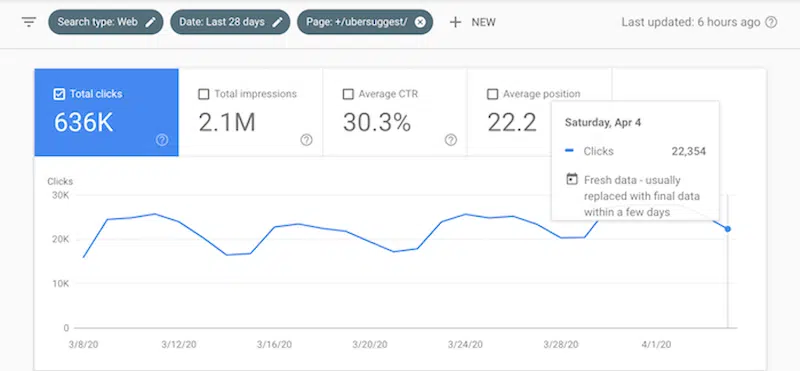 Search type: Web
Date: Last 28 days
Page: +/ubersuggest/
NEW
Last updated: 6 hours ago
Total clicks
636K
Total impressions
2.1M
Average CTR
30.3%
Average position
22.2
Saturday, Apr 4
Clicks 22,354
Fresh data - usually
replaced with final data
within a few days
Clicks
30K
20K
10K
0
3/8/20 3/12/20 3/16/20 3/20/20 3/24/20 3/28/20 4/1/20